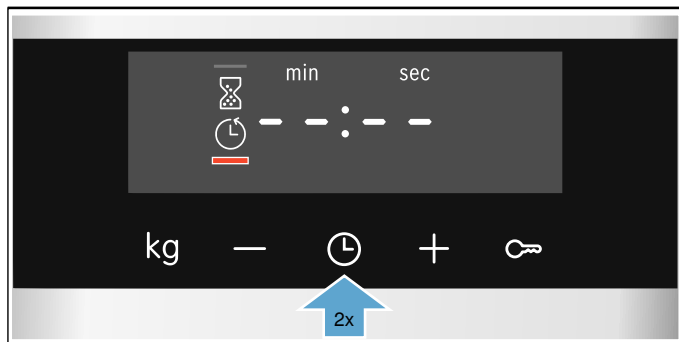 min sec
– – : – –
kg – +
2x